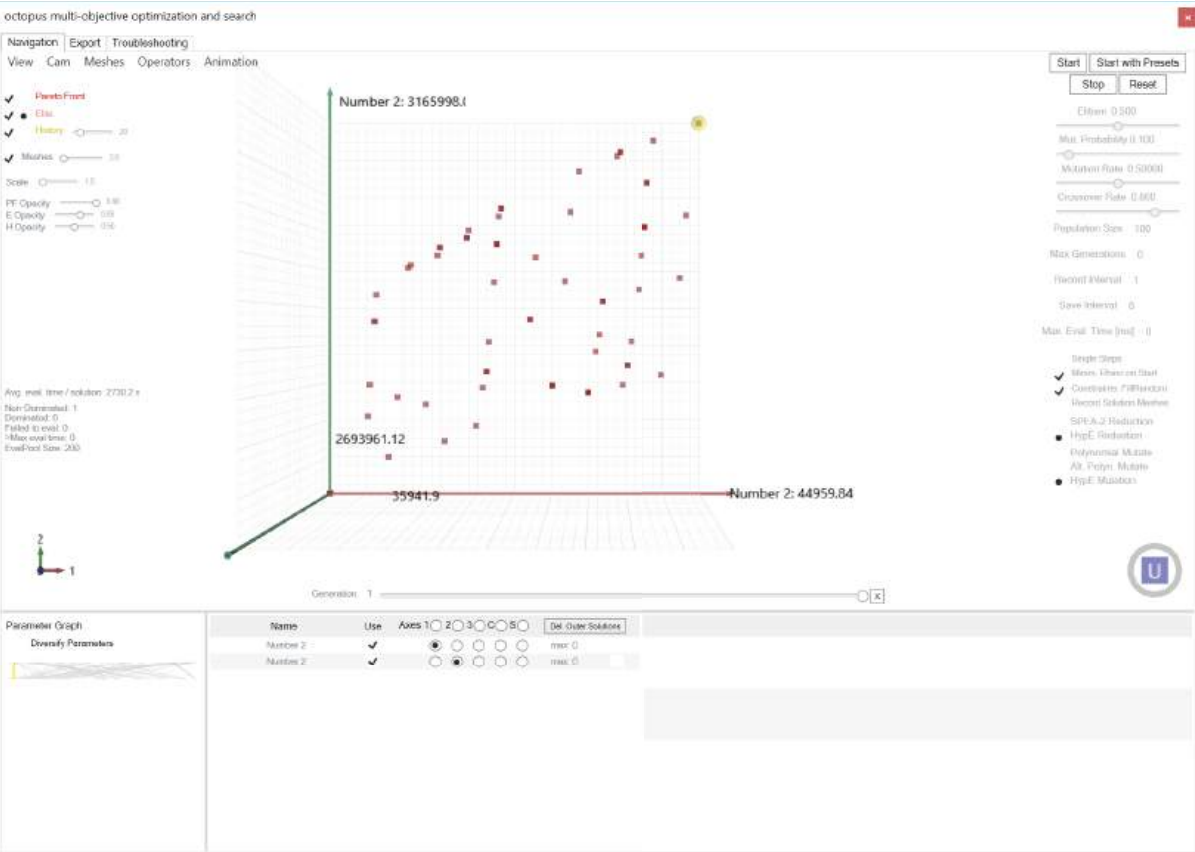 octopus multi-objective optimization and search
Navigation Export Troubleshooting
View Cam Meshes Operators Animation
Start Start with Presets
Stop Reset
Pareto Front
Elite
History 20
Meshes
Scale 1.0
PF Opacity
E Opacity
H Opacity
Number 2: 3165998.(
2693961.12
35941.9
Number 2: 44959.84
2
1
Elitism 0.500
Mut. Probability 0.100
Mutation Rate 0.50000
Crossover Rate 0.800
Population Size 100
Max Generations 0
Record Interval 1
Save Interval 0
Max. Eval. Time [ms] 0
Single Steps
Minim. Rhino on Start
Constraints: FillRandom
Record Solution Meshes
SPEA-2 Reduction
HypE Reduction
Polynomial Mutate
Alt. Polyn. Mutate
HypE Mutation
Avg. eval. time / solution: 2730.2 s
Non-Dominated: 1
Dominated: 0
Failed to eval: 0
>Max eval time: 0
EvalPool Size: 200
U
Generation 1 x
Parameter Graph
Diversify Parameters
Name Use Axes 1 2 3 C S Del. Outer Solutions
Number 2 max: 0
Number 2 max: 0